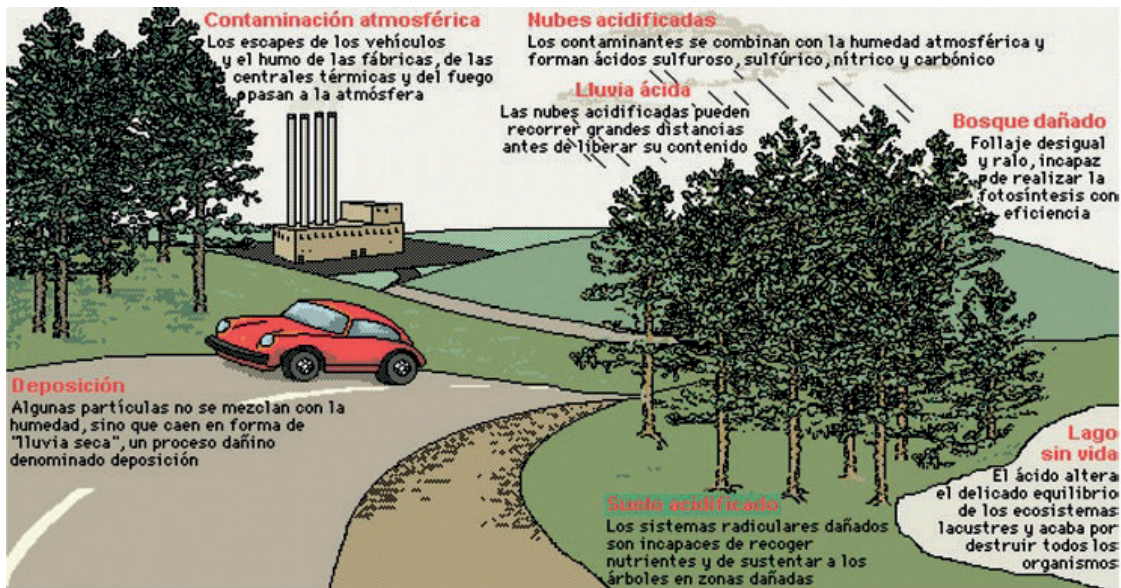 Contaminación atmosférica
Los escapes de los vehículos
y el humo de las fábricas, de las
centrales térmicas y del fuego
pasan a la atmósfera
Nubes acidificadas
Los contaminantes se combinan con la humedad atmosférica y
forman ácidos sulfuroso, sulfúrico, nítrico y carbónico
Lluvia ácida
Las nubes acidificadas pueden
recorrer grandes distancias
antes de liberar su contenido
Bosque dañado
Follaje desigual
y ralo, incapaz
de realizar la
fotosíntesis con
eficiencia
Deposición
Algunas partículas no se mezclan con la
humedad, sino que caen en forma de
"lluvia seca", un proceso dañino
denominado deposición
Suelo acidificado
Los sistemas radiculares dañados
son incapaces de recoger
nutrientes y de sustentar a los
árboles en zonas dañadas
Lago
sin vida
El ácido altera
el delicado equilibrio
de los ecosistemas
lacustres y acaba por
destruir todos los
organismos